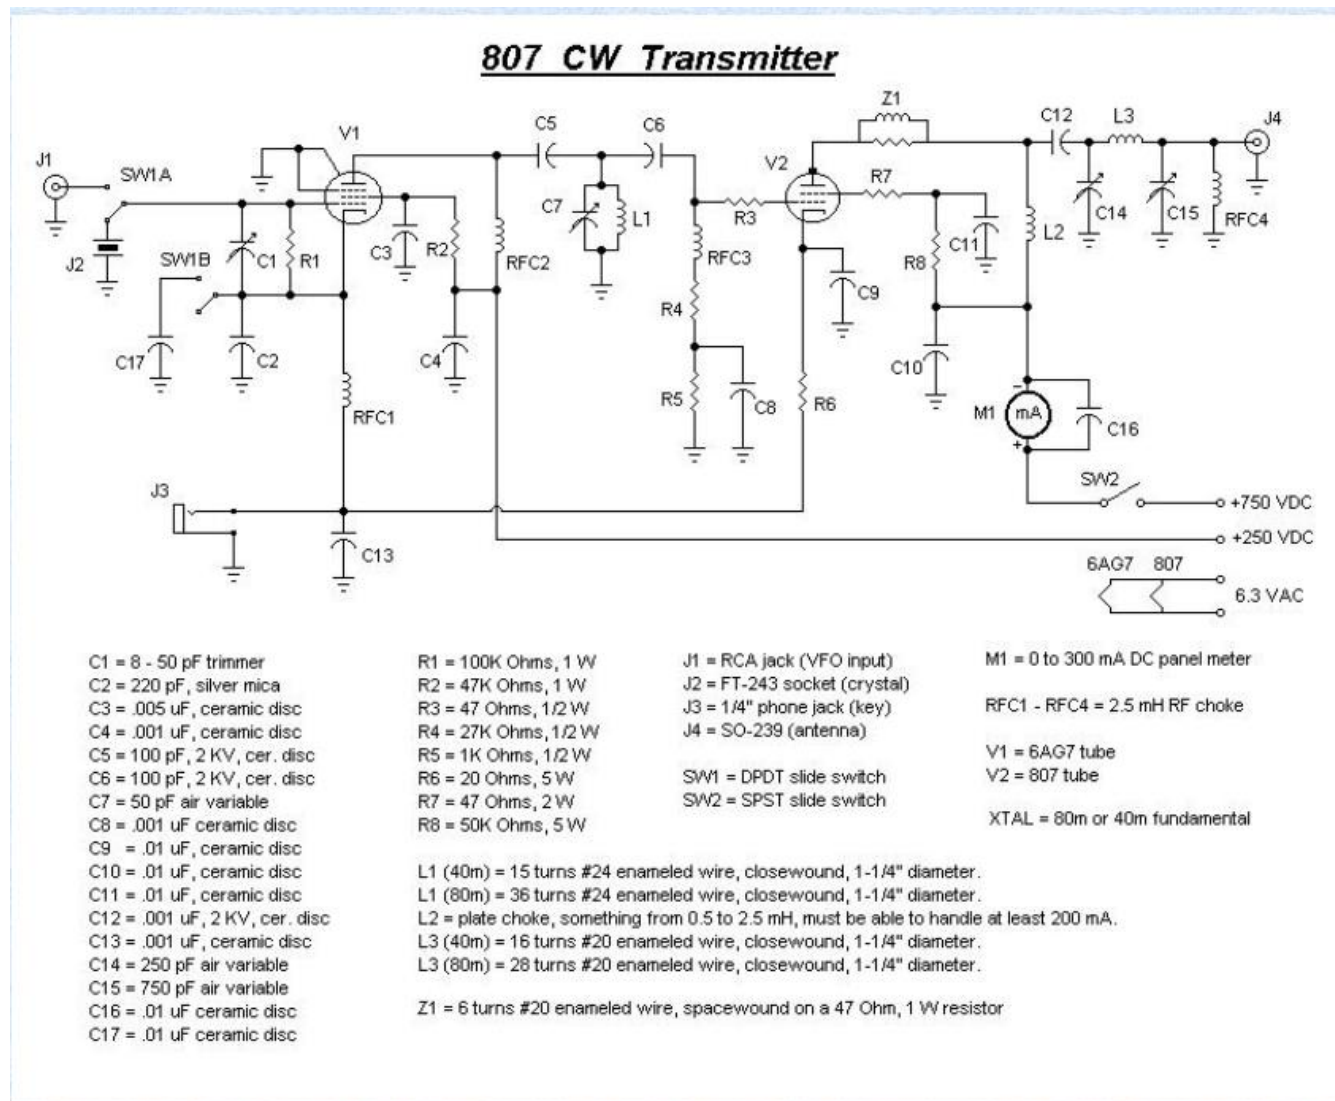 807 CW Transmitter
Z1
C12
L3
J4
V1
C5
C6
J1
SW1A
V2
R7
C7
L1
R3
C14
C15
RFC4
J2
SW1B
C1
R1
C3
R2
RFC2
RFC3
R8
C11
L2
C9
R4
C17
C2
C4
C10
R5
C8
R6
RFC1
M1
−
mA
+
C16
J3
SW2
+750 VDC
+250 VDC
C13
6AG7 807
6.3 VAC
C1 = 8 - 50 pF trimmer
C2 = 220 pF, silver mica
C3 = .005 uF, ceramic disc
C4 = .001 uF, ceramic disc
C5 = 100 pF, 2 KV, cer. disc
C6 = 100 pF, 2 KV, cer. disc
C7 = 50 pF air variable
C8 = .001 uF ceramic disc
C9 = .01 uF, ceramic disc
C10 = .01 uF, ceramic disc
C11 = .01 uF, ceramic disc
C12 = .001 uF, 2 KV, cer. disc
C13 = .001 uF, ceramic disc
C14 = 250 pF air variable
C15 = 750 pF air variable
C16 = .01 uF ceramic disc
C17 = .01 uF ceramic disc
R1 = 100K Ohms, 1 W
R2 = 47K Ohms, 1 W
R3 = 47 Ohms, 1/2 W
R4 = 27K Ohms, 1/2 W
R5 = 1K Ohms, 1/2 W
R6 = 20 Ohms, 5 W
R7 = 47 Ohms, 2 W
R8 = 50K Ohms, 5 W
J1 = RCA jack (VFO input)
J2 = FT-243 socket (crystal)
J3 = 1/4" phone jack (key)
J4 = SO-239 (antenna)
SW1 = DPDT slide switch
SW2 = SPST slide switch
M1 = 0 to 300 mA DC panel meter
RFC1 - RFC4 = 2.5 mH RF choke
V1 = 6AG7 tube
V2 = 807 tube
XTAL = 80m or 40m fundamental
L1 (40m) = 15 turns #24 enameled wire, closewound, 1-1/4" diameter.
L1 (80m) = 36 turns #24 enameled wire, closewound, 1-1/4" diameter.
L2 = plate choke, something from 0.5 to 2.5 mH, must be able to handle at least 200 mA.
L3 (40m) = 16 turns #20 enameled wire, closewound, 1-1/4" diameter.
L3 (80m) = 28 turns #20 enameled wire, closewound, 1-1/4" diameter.
Z1 = 6 turns #20 enameled wire, spacewound on a 47 Ohm, 1 W resistor